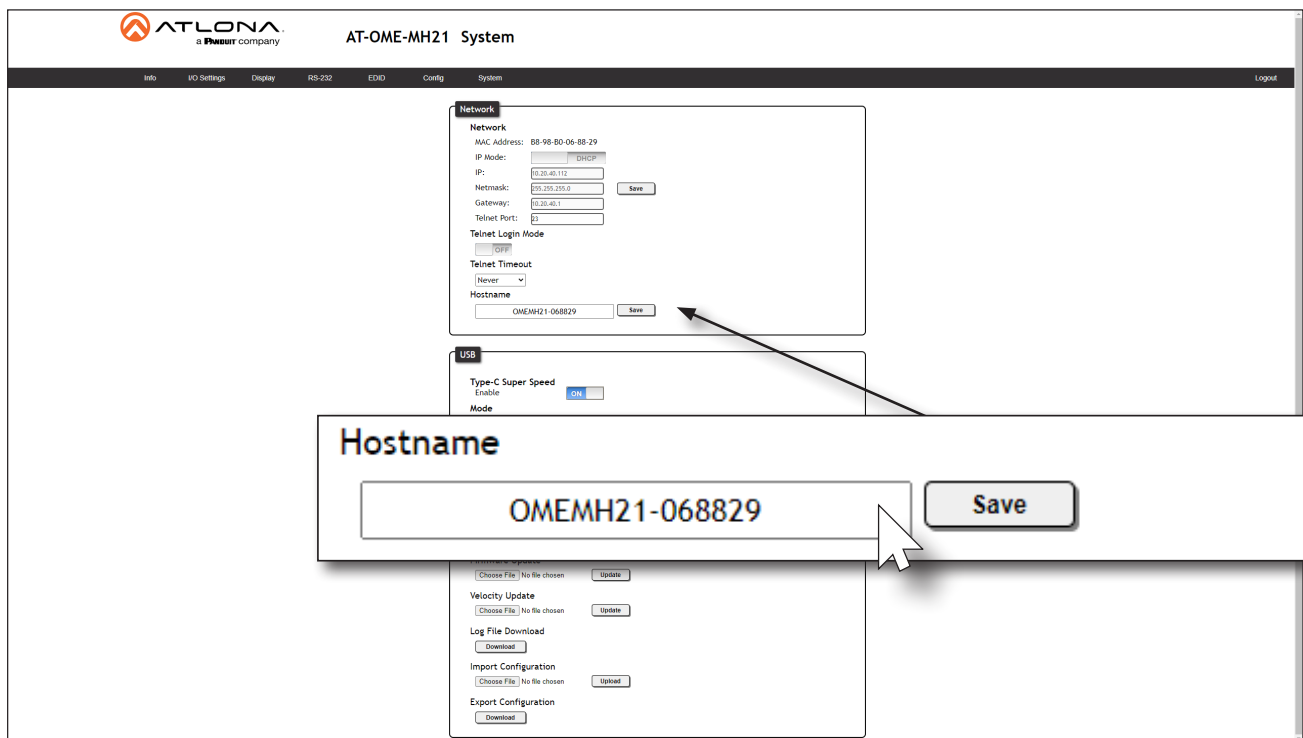 ATLONA.
a PANDUIT company
AT-OME-MH21 System
Info I/O Settings Display RS-232 EDID Config System Logout
Network
Network
MAC Address: B8-98-B0-06-88-29
IP Mode: DHCP
IP: 10.20.40.112
Netmask: 255.255.255.0 Save
Gateway: 10.20.40.1
Telnet Port: 23
Telnet Login Mode
OFF
Telnet Timeout
Never
Hostname
OMEMH21-068829 Save
USB
Type-C Super Speed
Enable ON
Mode
Hostname
OMEMH21-068829 Save
Firmware Update
Choose File No file chosen Update
Velocity Update
Choose File No file chosen Update
Log File Download
Download
Import Configuration
Choose File No file chosen Upload
Export Configuration
Download